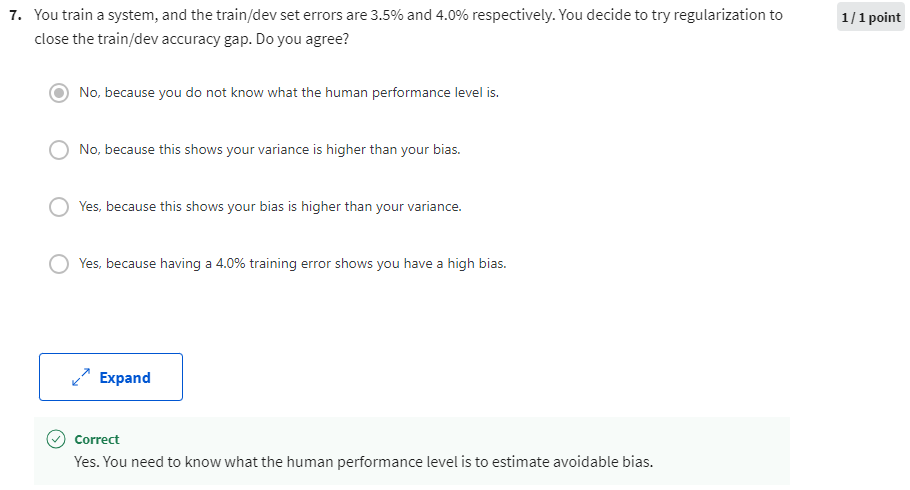 7. You train a system, and the train/dev set errors are 3.5% and 4.0% respectively. You decide to try regularization to
1 / 1 point
close the train/dev accuracy gap. Do you agree?
No, because you do not know what the human performance level is.
No, because this shows your variance is higher than your bias.
Yes, because this shows your bias is higher than your variance.
Yes, because having a 4.0% training error shows you have a high bias.
Expand
Correct
Yes. You need to know what the human performance level is to estimate avoidable bias.